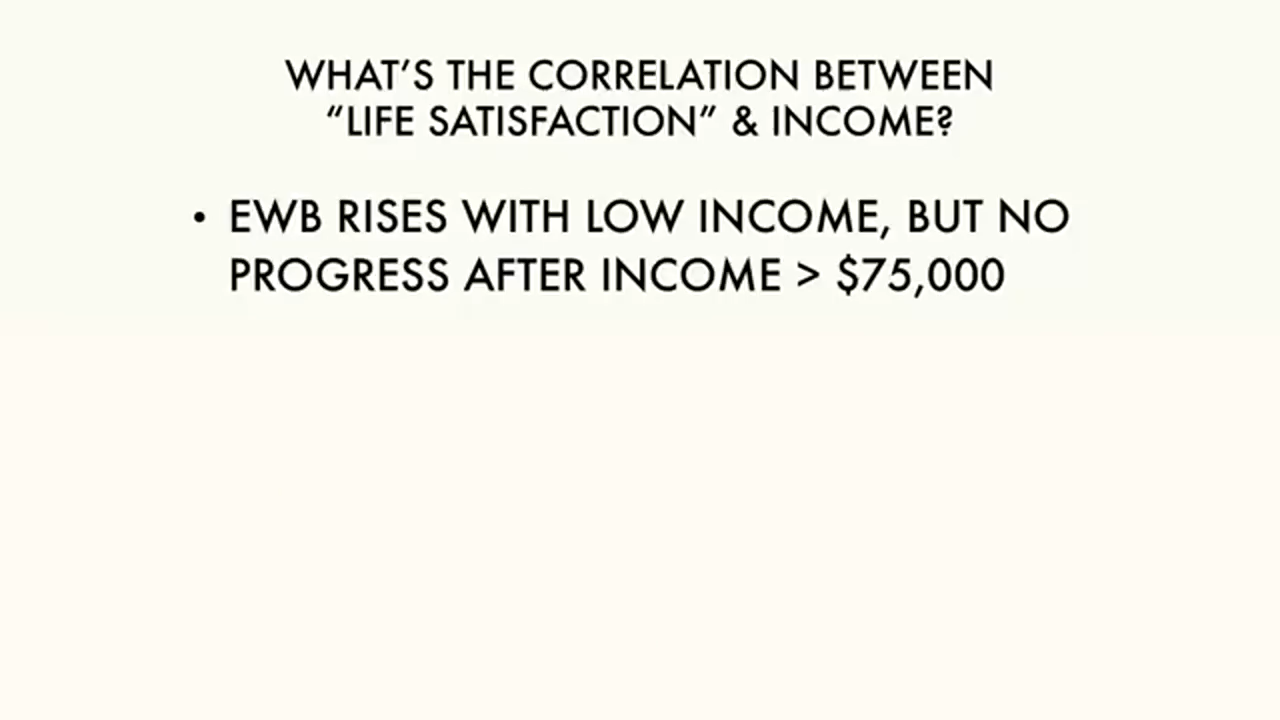 WHAT’S THE CORRELATION BETWEEN
“LIFE SATISFACTION” & INCOME?
• EWB RISES WITH LOW INCOME, BUT NO
PROGRESS AFTER INCOME > $75,000